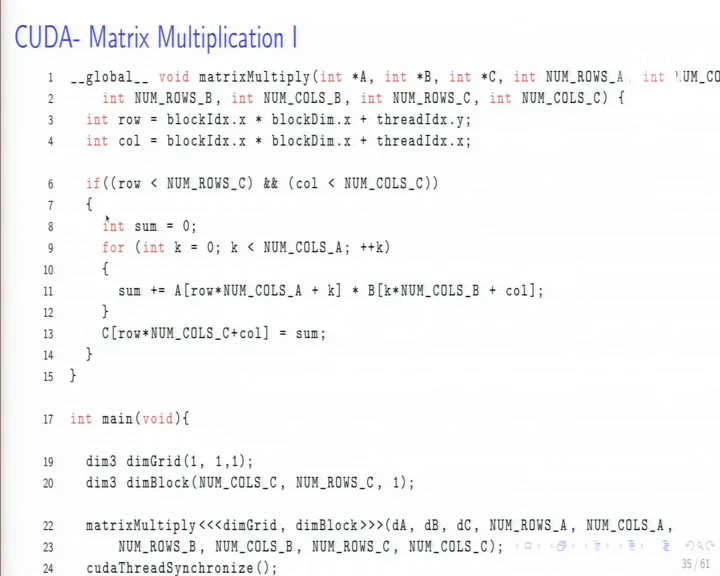 CUDA- Matrix Multiplication I
1 __global__ void matrixMultiply(int *A, int *B, int *C, int NUM_ROWS_A, int NUM_CO
2 int NUM_ROWS_B, int NUM_COLS_B, int NUM_ROWS_C, int NUM_COLS_C) {
3 int row = blockIdx.x * blockDim.x + threadIdx.y;
4 int col = blockIdx.x * blockDim.x + threadIdx.x;
6 if((row < NUM_ROWS_C) && (col < NUM_COLS_C))
7 {
8 int sum = 0;
9 for (int k = 0; k < NUM_COLS_A; ++k)
10 {
11 sum += A[row*NUM_COLS_A + k] * B[k*NUM_COLS_B + col];
12 }
13 C[row*NUM_COLS_C+col] = sum;
14 }
15 }
17 int main(void){
19 dim3 dimGrid(1, 1,1);
20 dim3 dimBlock(NUM_COLS_C, NUM_ROWS_C, 1);
22 matrixMultiply<<<dimGrid, dimBlock>>>(dA, dB, dC, NUM_ROWS_A, NUM_COLS_A,
23 NUM_ROWS_B, NUM_COLS_B, NUM_ROWS_C, NUM_COLS_C);
24 cudaThreadSynchronize();
35 / 61